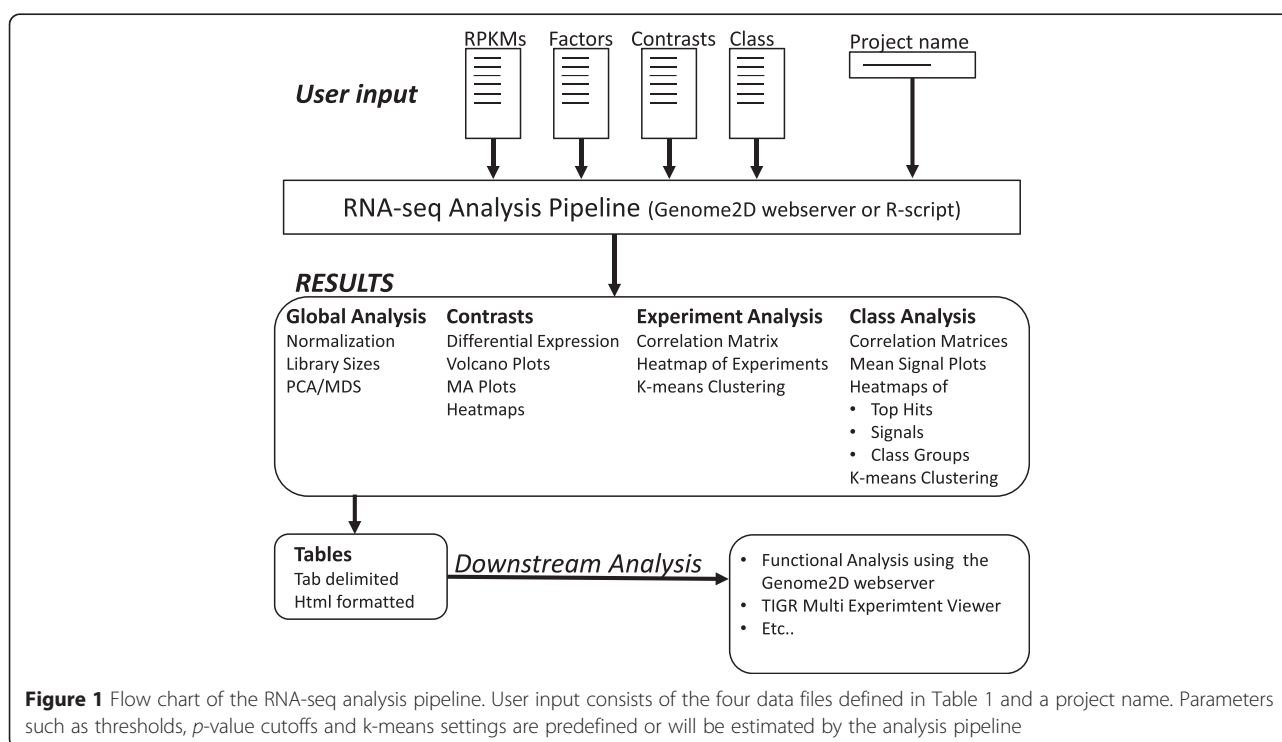 RPKMs Factors Contrasts Class Project name
User input
RNA-seq Analysis Pipeline (Genome2D webserver or R-script)
RESULTS
Global Analysis
Normalization
Library Sizes
PCA/MDS
Contrasts
Differential Expression
Volcano Plots
MA Plots
Heatmaps
Experiment Analysis
Correlation Matrix
Heatmap of Experiments
K-means Clustering
Class Analysis
Correlation Matrices
Mean Signal Plots
Heatmaps of
• Top Hits
• Signals
• Class Groups
K-means Clustering
Tables
Tab delimited
Html formatted
Downstream Analysis
• Functional Analysis using the
Genome2D webserver
• TIGR Multi Experimtent Viewer
• Etc..
Figure 1 Flow chart of the RNA-seq analysis pipeline. User input consists of the four data files defined in Table 1 and a project name. Parameters
such as thresholds, p-value cutoffs and k-means settings are predefined or will be estimated by the analysis pipeline